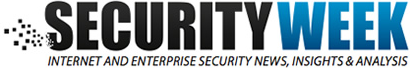 SECURITYWEEK
INTERNET AND ENTERPRISE SECURITY NEWS, INSIGHTS & ANALYSIS